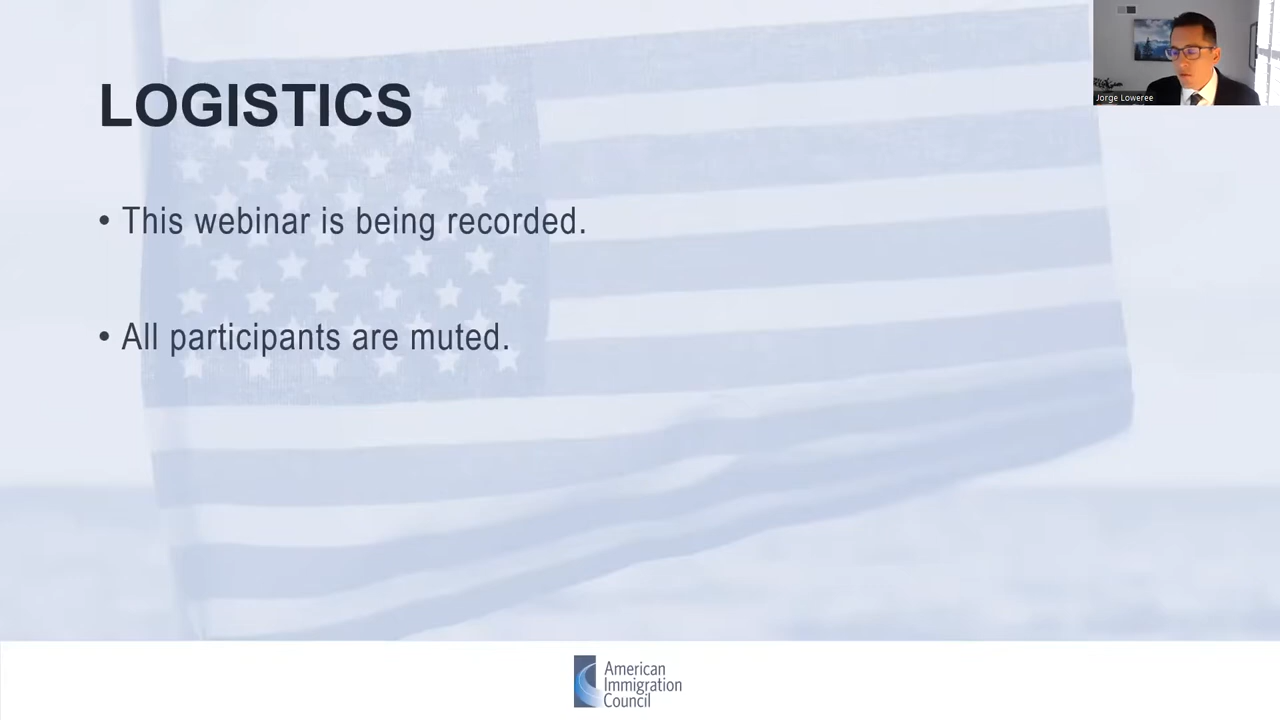 LOGISTICS
• This webinar is being recorded.
• All participants are muted.
Jorge Loweree
American
Immigration
Council